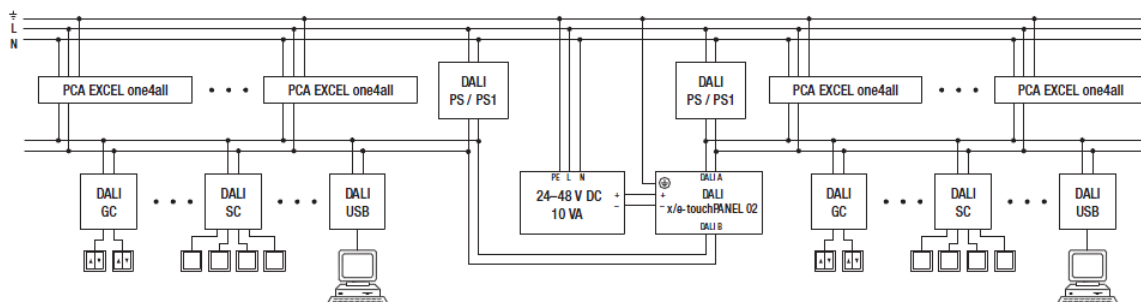 L
N
PCA EXCEL one4all
PCA EXCEL one4all
DALI
PS / PS1
DALI
PS / PS1
PCA EXCEL one4all
PCA EXCEL one4all
DALI
GC
DALI
SC
DALI
USB
PE L N
24–48 V DC
10 VA
+
–
DALI A
+
–
DALI
x/e-touchPANEL 02
DALI B
DALI
GC
DALI
SC
DALI
USB